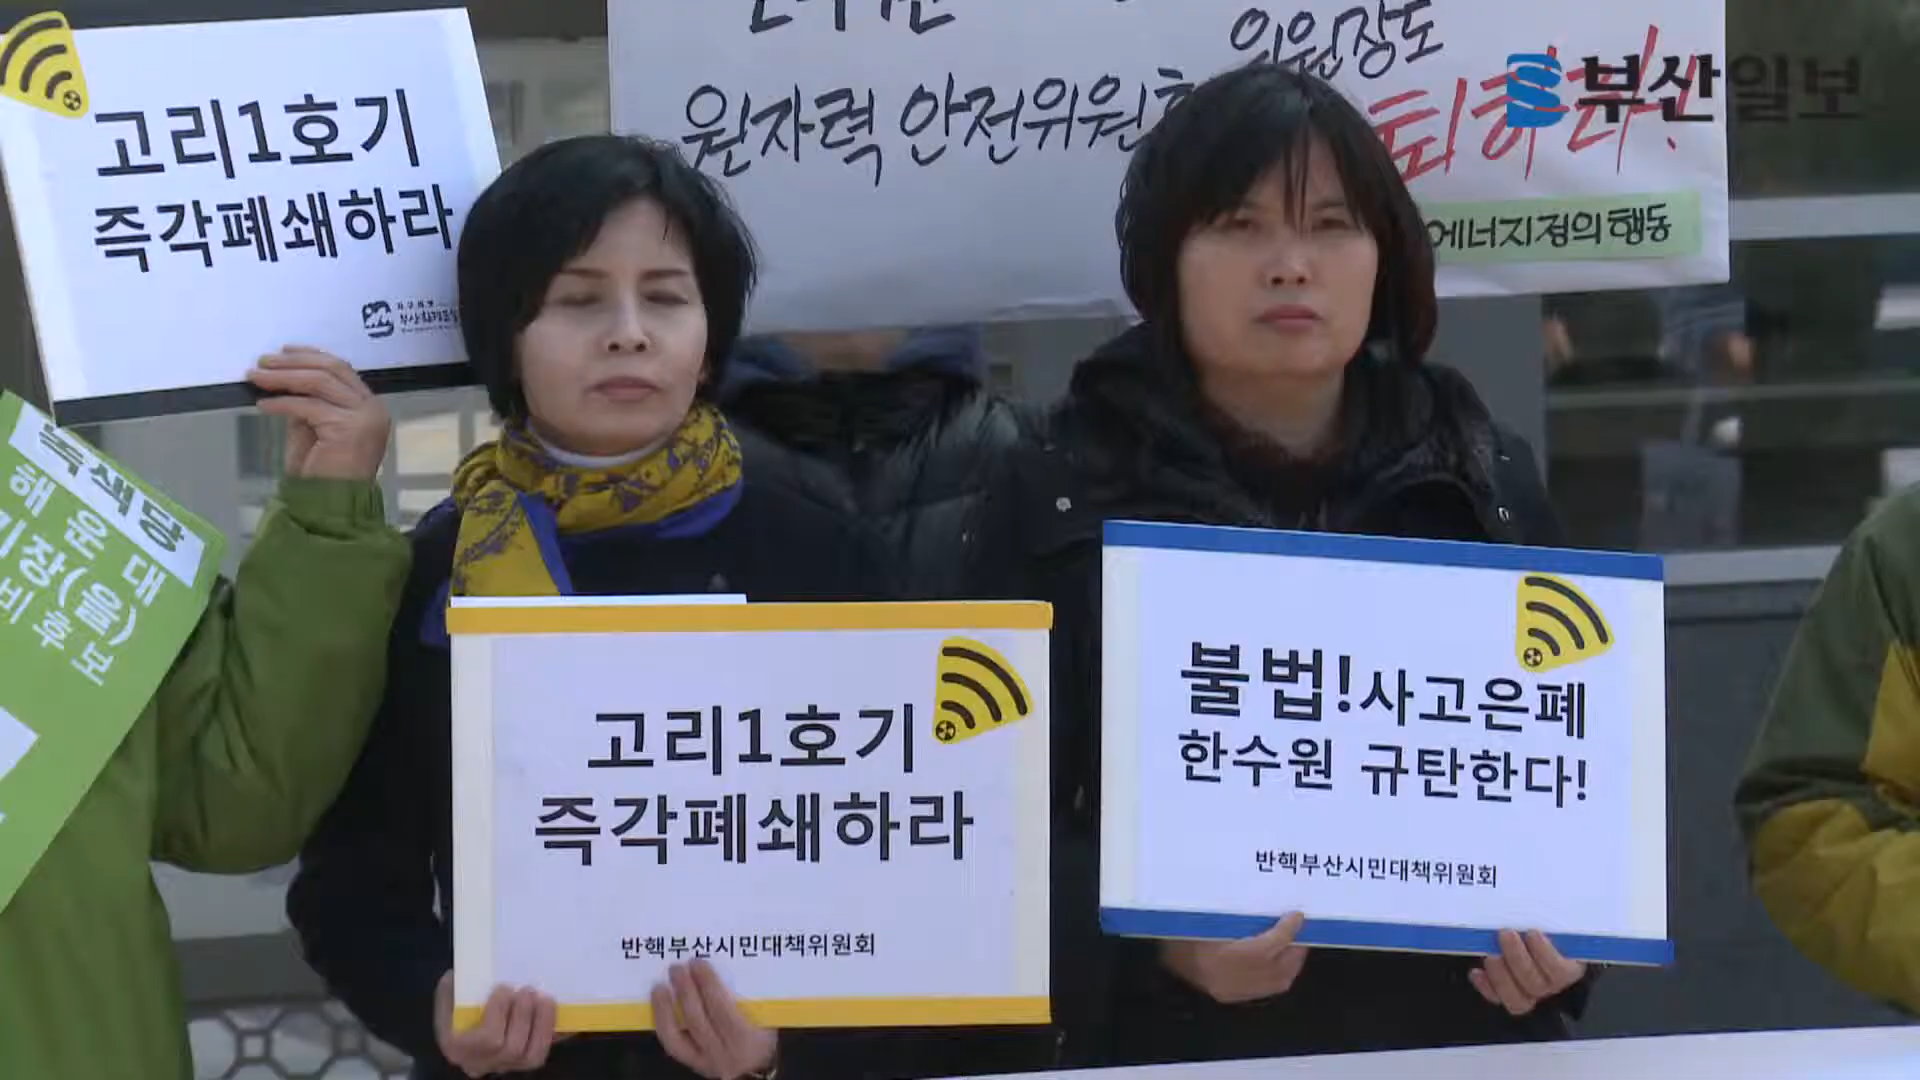 고리1호기
즉각폐쇄하라
원자력 안전위원회
위원장도
퇴하라!
에너지정의행동
부산일보
녹색당
해운대
기장(을)
비후보
고리1호기
즉각폐쇄하라
반핵부산시민대책위원회
불법!사고은폐
한수원 규탄한다!
반핵부산시민대책위원회